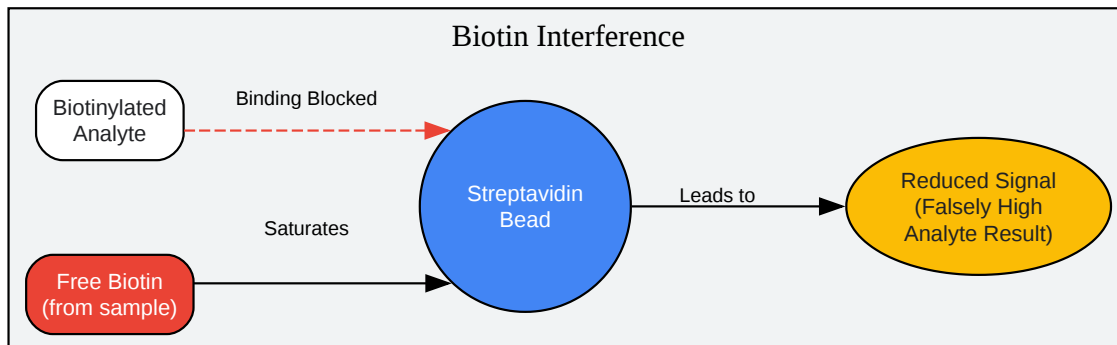 Biotin Interference
Biotinylated
Analyte
Binding Blocked
Streptavidin
Bead
Leads to
Reduced Signal
(Falsely High
Analyte Result)
Saturates
Free Biotin
(from sample)